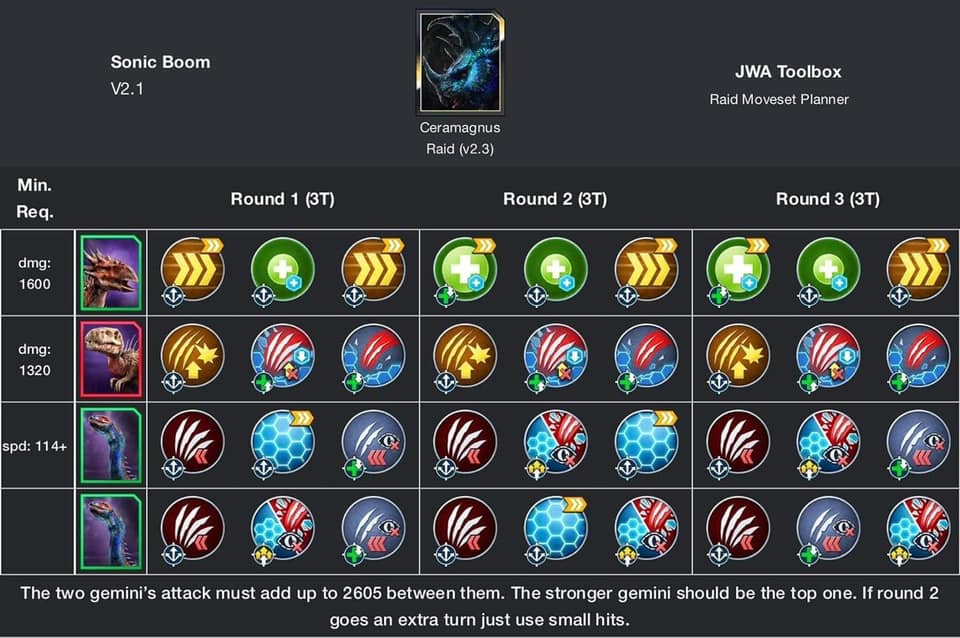 Sonic Boom
V2.1
Ceramagnus
Raid (v2.3)
JWA Toolbox
Raid Moveset Planner
Min.
Req.
Round 1 (3T)
Round 2 (3T)
Round 3 (3T)
dmg:
1600
dmg:
1320
spd: 114+
The two gemini's attack must add up to 2605 between them. The stronger gemini should be the top one. If round 2
goes an extra turn just use small hits.